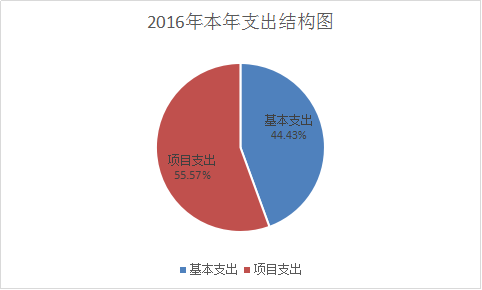 2016年本年支出结构图
基本支出
44.43%
项目支出
55.57%
基本支出 项目支出